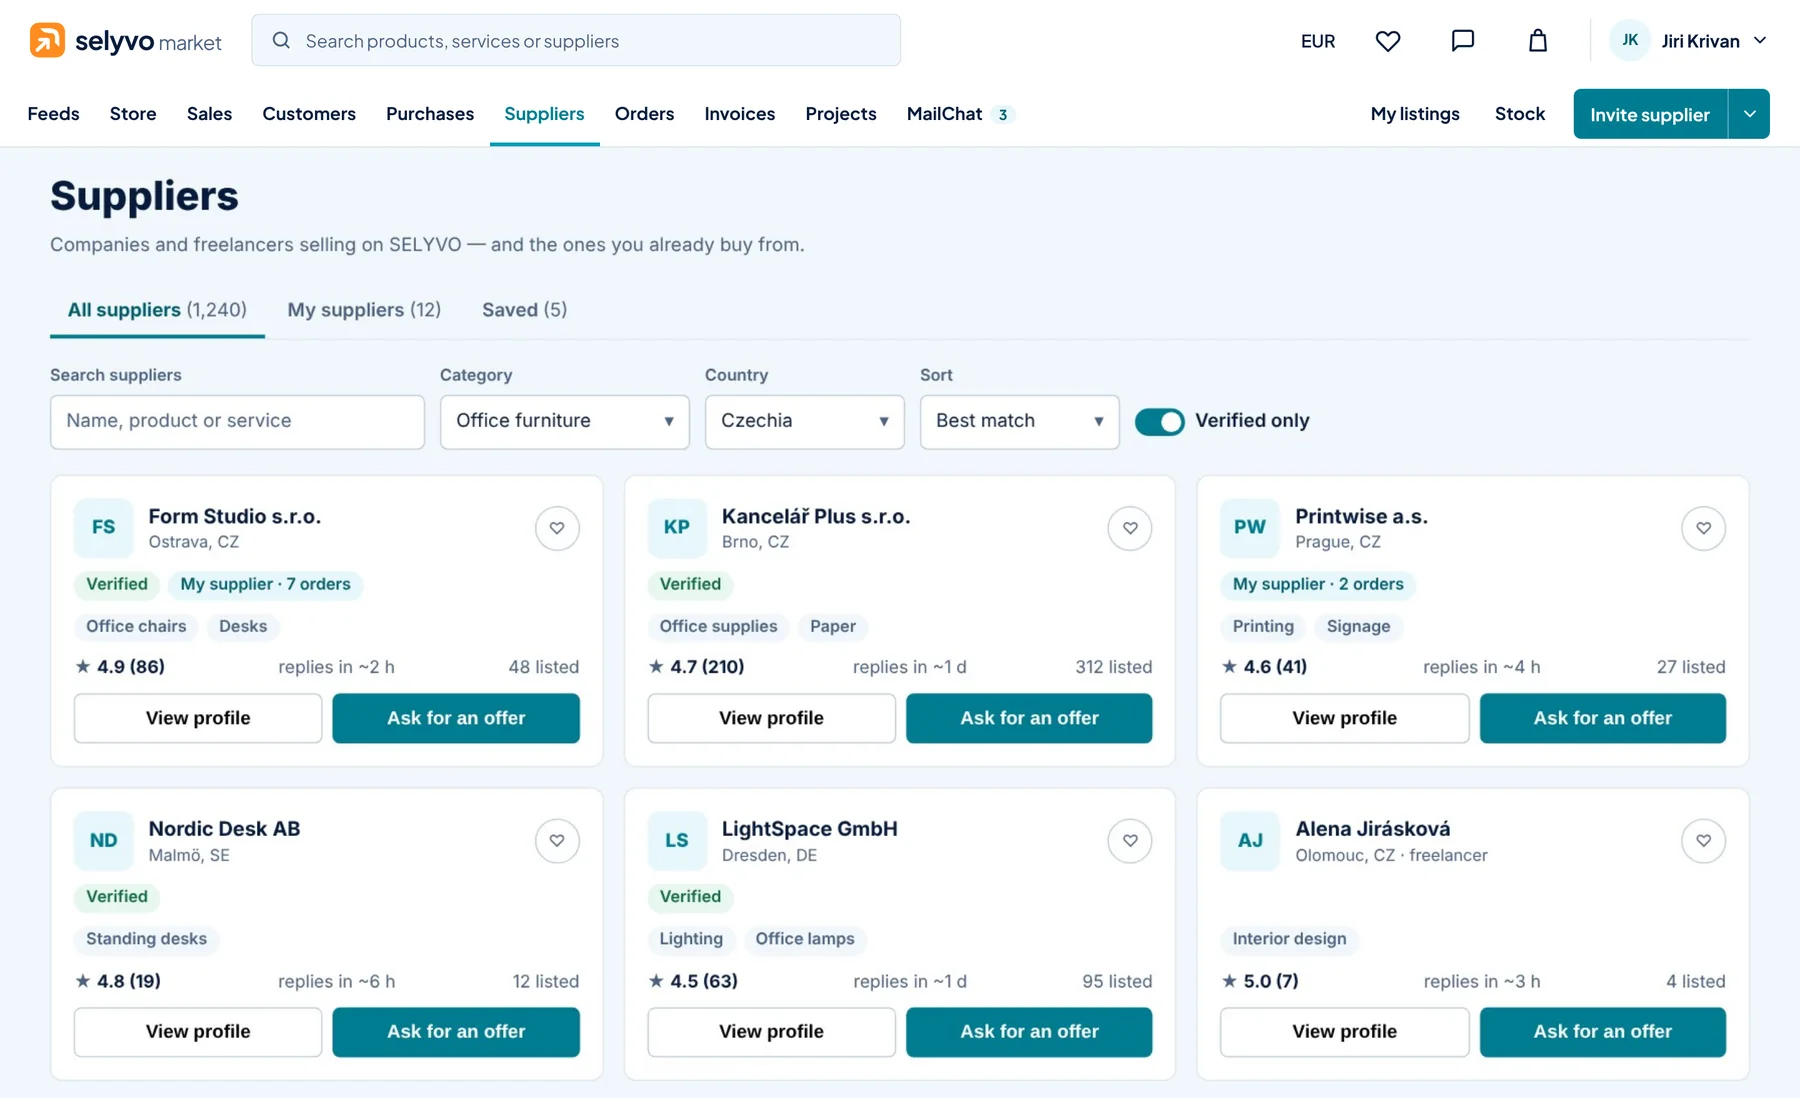 selyvo market
Search products, services or suppliers
EUR
JK
Jiri Krivan
Feeds Store Sales Customers Purchases Suppliers Orders Invoices Projects MailChat 3
My listings Stock Invite supplier
Suppliers
Companies and freelancers selling on SELYVO — and the ones you already buy from.
All suppliers (1,240) My suppliers (12) Saved (5)
Search suppliers Category Country Sort
Name, product or service Office furniture Czechia Best match Verified only
FS
Form Studio s.r.o.
Ostrava, CZ
Verified My supplier · 7 orders
Office chairs Desks
★ 4.9 (86) replies in ~2 h 48 listed
View profile Ask for an offer
KP
Kancelář Plus s.r.o.
Brno, CZ
Verified
Office supplies Paper
★ 4.7 (210) replies in ~1 d 312 listed
View profile Ask for an offer
PW
Printwise a.s.
Prague, CZ
My supplier · 2 orders
Printing Signage
★ 4.6 (41) replies in ~4 h 27 listed
View profile Ask for an offer
ND
Nordic Desk AB
Malmö, SE
Verified
Standing desks
★ 4.8 (19) replies in ~6 h 12 listed
View profile Ask for an offer
LS
LightSpace GmbH
Dresden, DE
Verified
Lighting Office lamps
★ 4.5 (63) replies in ~1 d 95 listed
View profile Ask for an offer
AJ
Alena Jirásková
Olomouc, CZ · freelancer
Interior design
★ 5.0 (7) replies in ~3 h 4 listed
View profile Ask for an offer